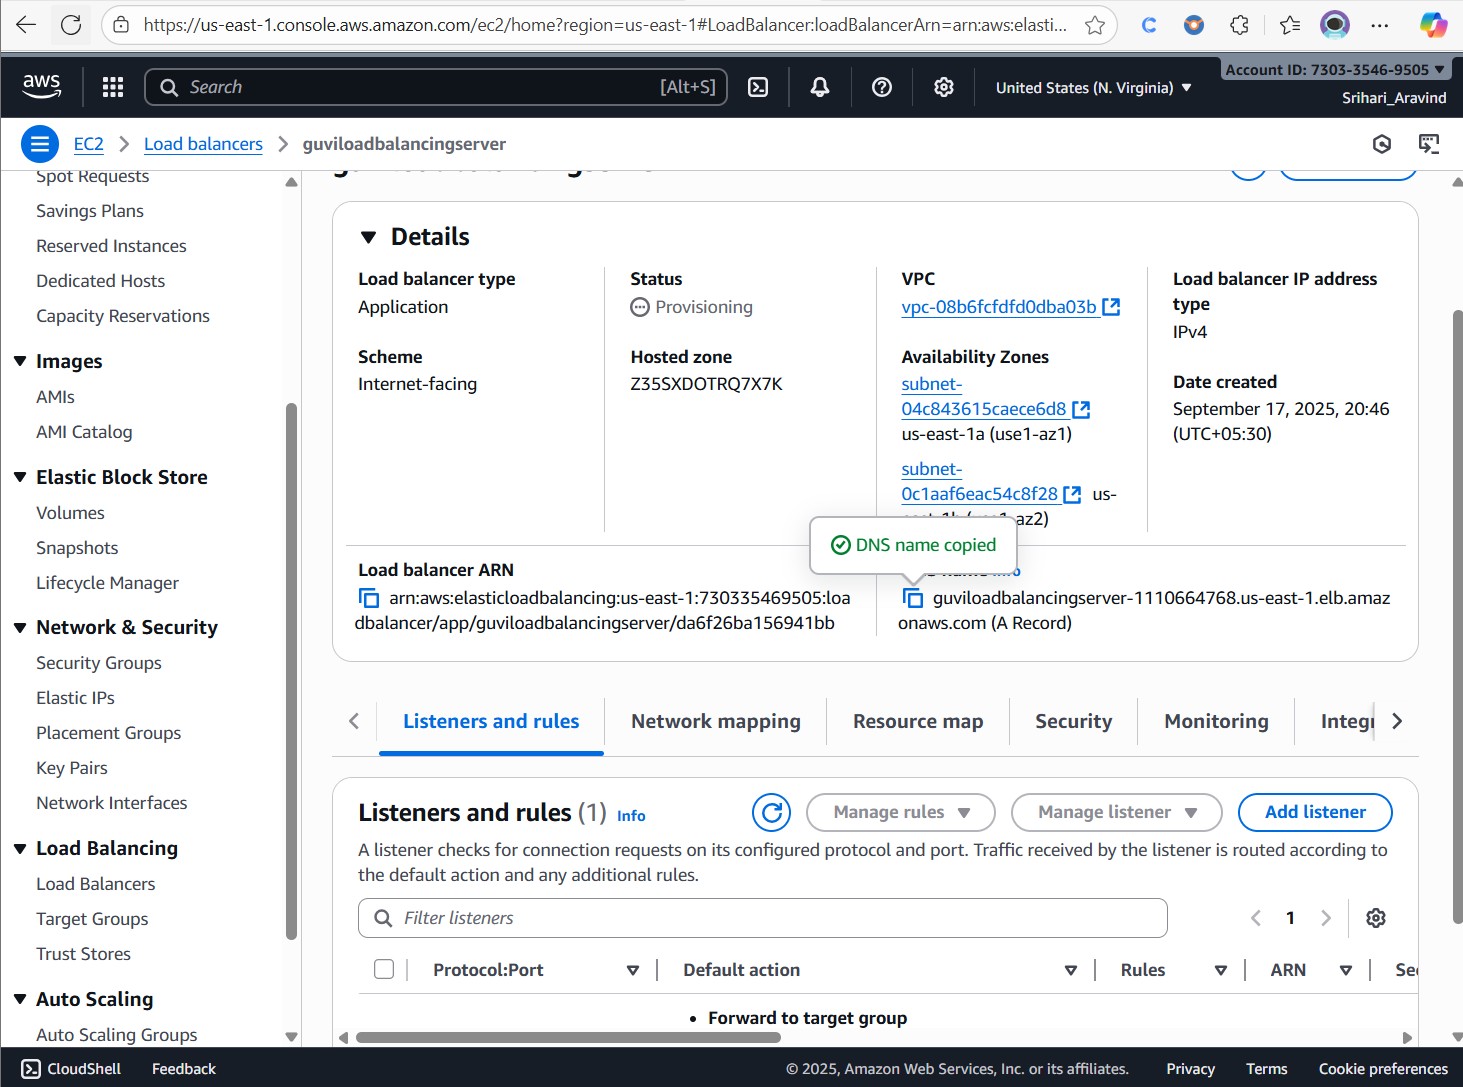 https://us-east-1.console.aws.amazon.com/ec2/home?region=us-east-1#LoadBalancer:loadBalancerArn=arn:aws:elasti...
aws
Search
[Alt+S]
United States (N. Virginia)
Account ID: 7303-3546-9505
Srihari_Aravind
EC2
Load balancers
guviloadbalancingserver
Spot Requests
Savings Plans
Reserved Instances
Dedicated Hosts
Capacity Reservations
Images
AMIs
AMI Catalog
Elastic Block Store
Volumes
Snapshots
Lifecycle Manager
Network & Security
Security Groups
Elastic IPs
Placement Groups
Key Pairs
Network Interfaces
Load Balancing
Load Balancers
Target Groups
Trust Stores
Auto Scaling
Auto Scaling Groups
Details
Load balancer type
Application
Status
Provisioning
VPC
vpc-08b6fcfdfd0dba03b
Load balancer IP address
type
IPv4
Scheme
Internet-facing
Hosted zone
Z35SXDOTRQ7X7K
Availability Zones
subnet-
04c843615caece6d8
us-east-1a (use1-az1)
subnet-
0c1aaf6eac54c8f28 us-
az2)
Date created
September 17, 2025, 20:46
(UTC+05:30)
DNS name copied
Load balancer ARN
arn:aws:elasticloadbalancing:us-east-1:730335469505:loa
dbalancer/app/guviloadbalancingserver/da6f26ba156941bb
guviloadbalancingserver-1110664768.us-east-1.elb.amaz
onaws.com (A Record)
Listeners and rules
Network mapping
Resource map
Security
Monitoring
Integr
Listeners and rules (1) Info
Manage rules
Manage listener
Add listener
A listener checks for connection requests on its configured protocol and port. Traffic received by the listener is routed according to
the default action and any additional rules.
Filter listeners
1
Protocol:Port
Default action
Rules
ARN
Sec
• Forward to target group
CloudShell
Feedback
© 2025, Amazon Web Services, Inc. or its affiliates.
Privacy
Terms
Cookie preferences